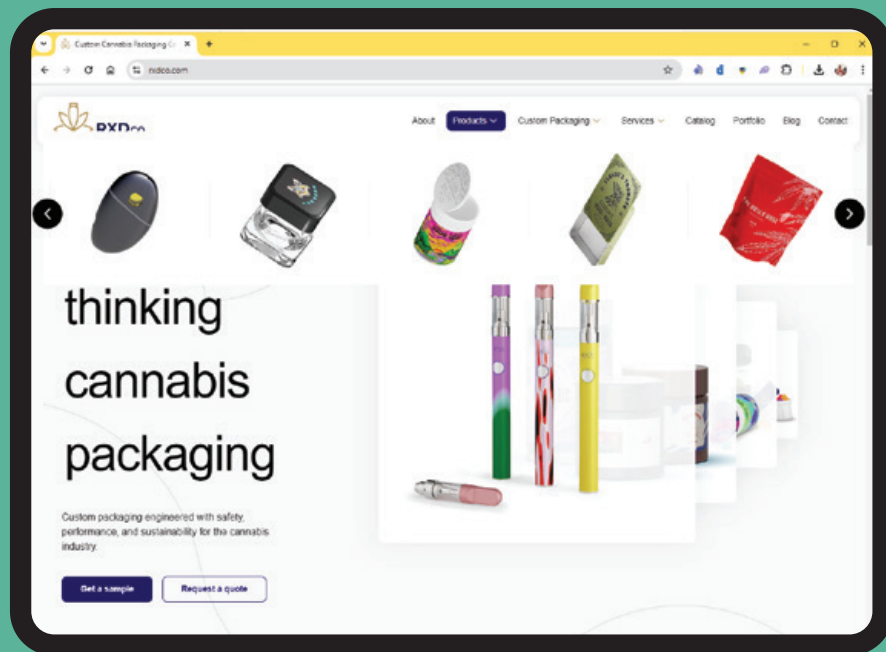 Custom Cannabis Packaging Co
rxdco.com
RXDco
About Products Custom Packaging Services Catalog Portfolio Blog Contact
thinking
cannabis
packaging
Custom packaging engineered with safety,
performance, and sustainability for the cannabis
industry.
Get a sample Request a quote